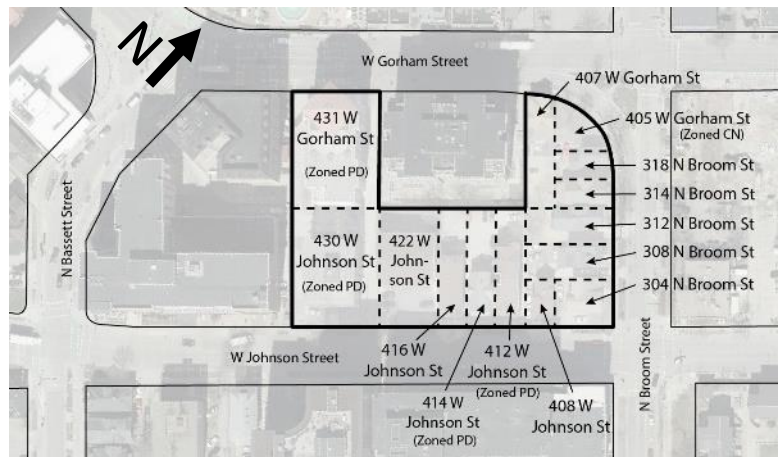 N
W Gorham Street
407 W Gorham St
405 W Gorham St
(Zoned CN)
318 N Broom St
314 N Broom St
312 N Broom St
308 N Broom St
304 N Broom St
431 W
Gorham St
(Zoned PD)
430 W
Johnson St
(Zoned PD)
422 W
John-
son St
416 W
Johnson St
414 W
Johnson St
(Zoned PD)
412 W
Johnson St
(Zoned PD)
408 W
Johnson St
N Bassett Street
W Johnson Street
N Broom Street